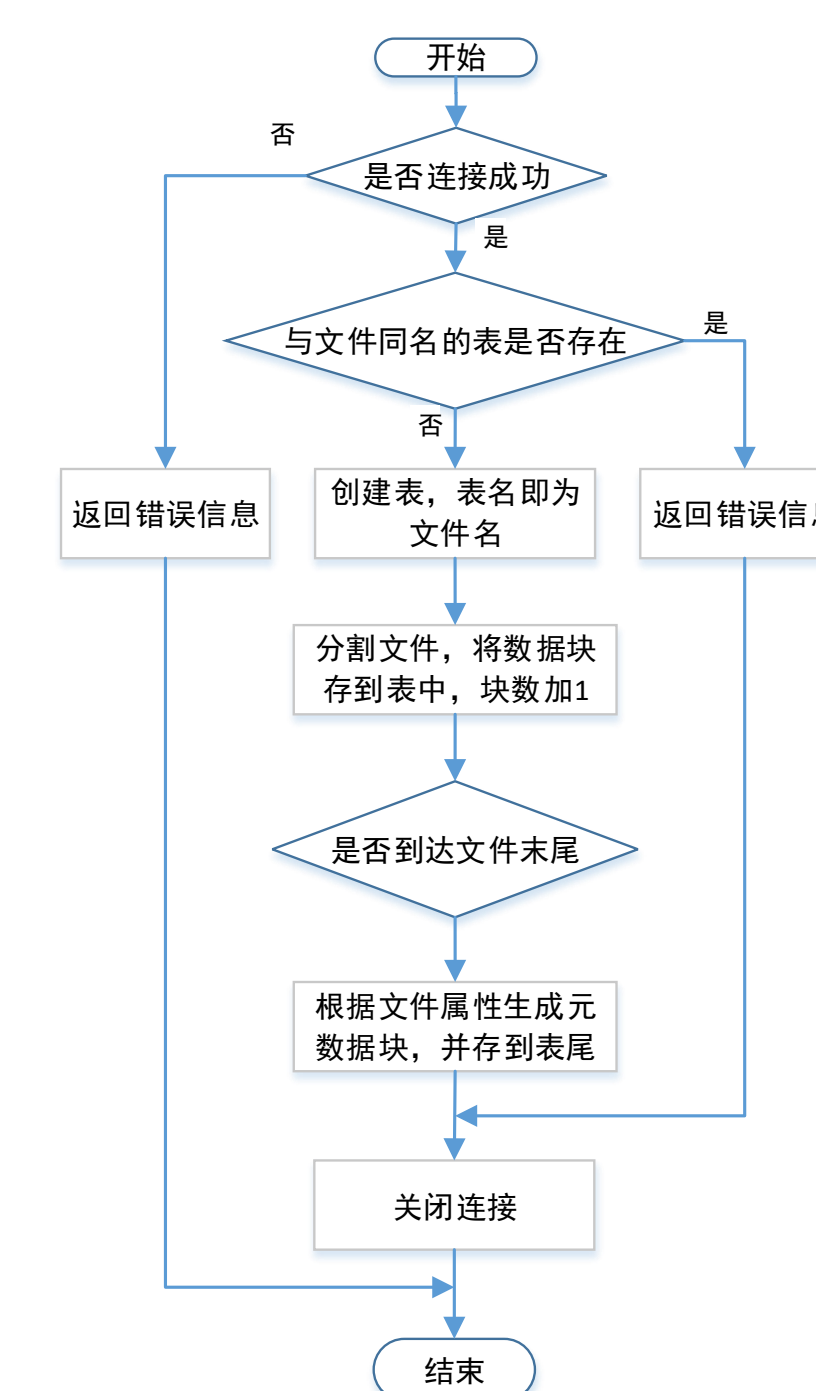 开始
否
是否连接成功
是
与文件同名的表是否存在
是
否
返回错误信息
创建表，表名即为
文件名
返回错误信
分割文件，将数据块
存到表中，块数加1
是否到达文件末尾
根据文件属性生成元
数据块，并存到表尾
关闭连接
结束